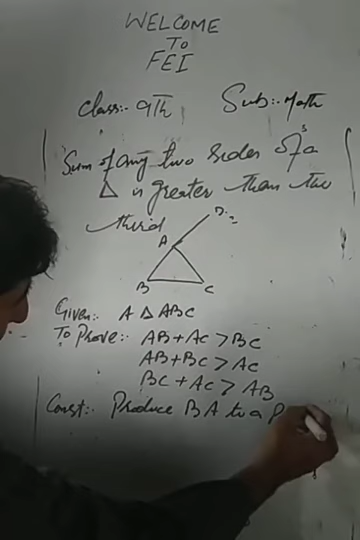 WELCOME
TO
FEI
Class:- 9Th Sub:- Math
Sum of any two sides of a
Δ is greater than the
third
A
B C
Given:- A Δ ABC
To Prove:- AB + AC > BC
AB + BC > AC
BC + AC > AB
Const:- Produce BA to a P